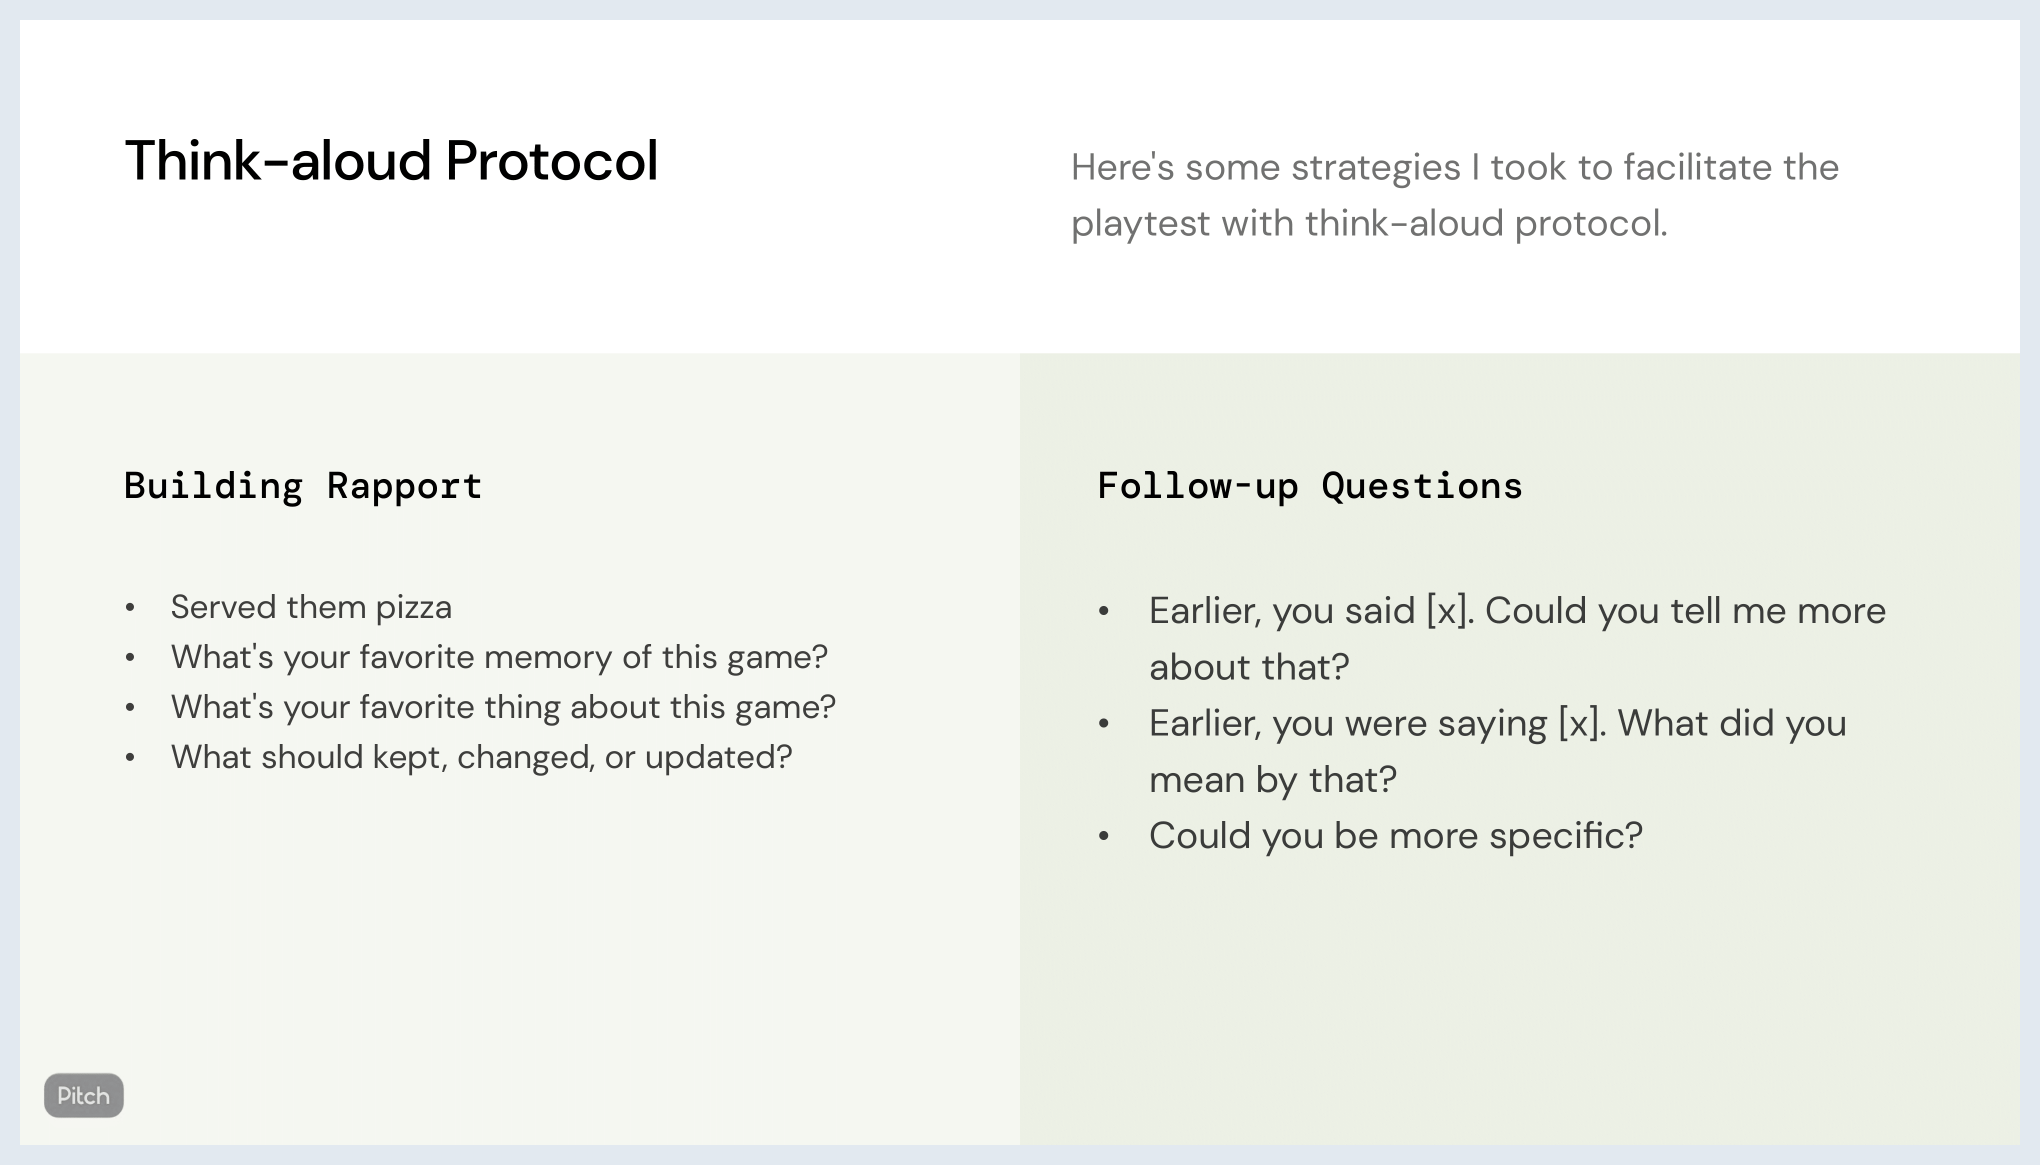 Think-aloud Protocol
Here's some strategies I took to facilitate the
playtest with think-aloud protocol.
Building Rapport
• Served them pizza
• What's your favorite memory of this game?
• What's your favorite thing about this game?
• What should kept, changed, or updated?
Follow-up Questions
• Earlier, you said [x]. Could you tell me more
about that?
• Earlier, you were saying [x]. What did you
mean by that?
• Could you be more specific?
Pitch